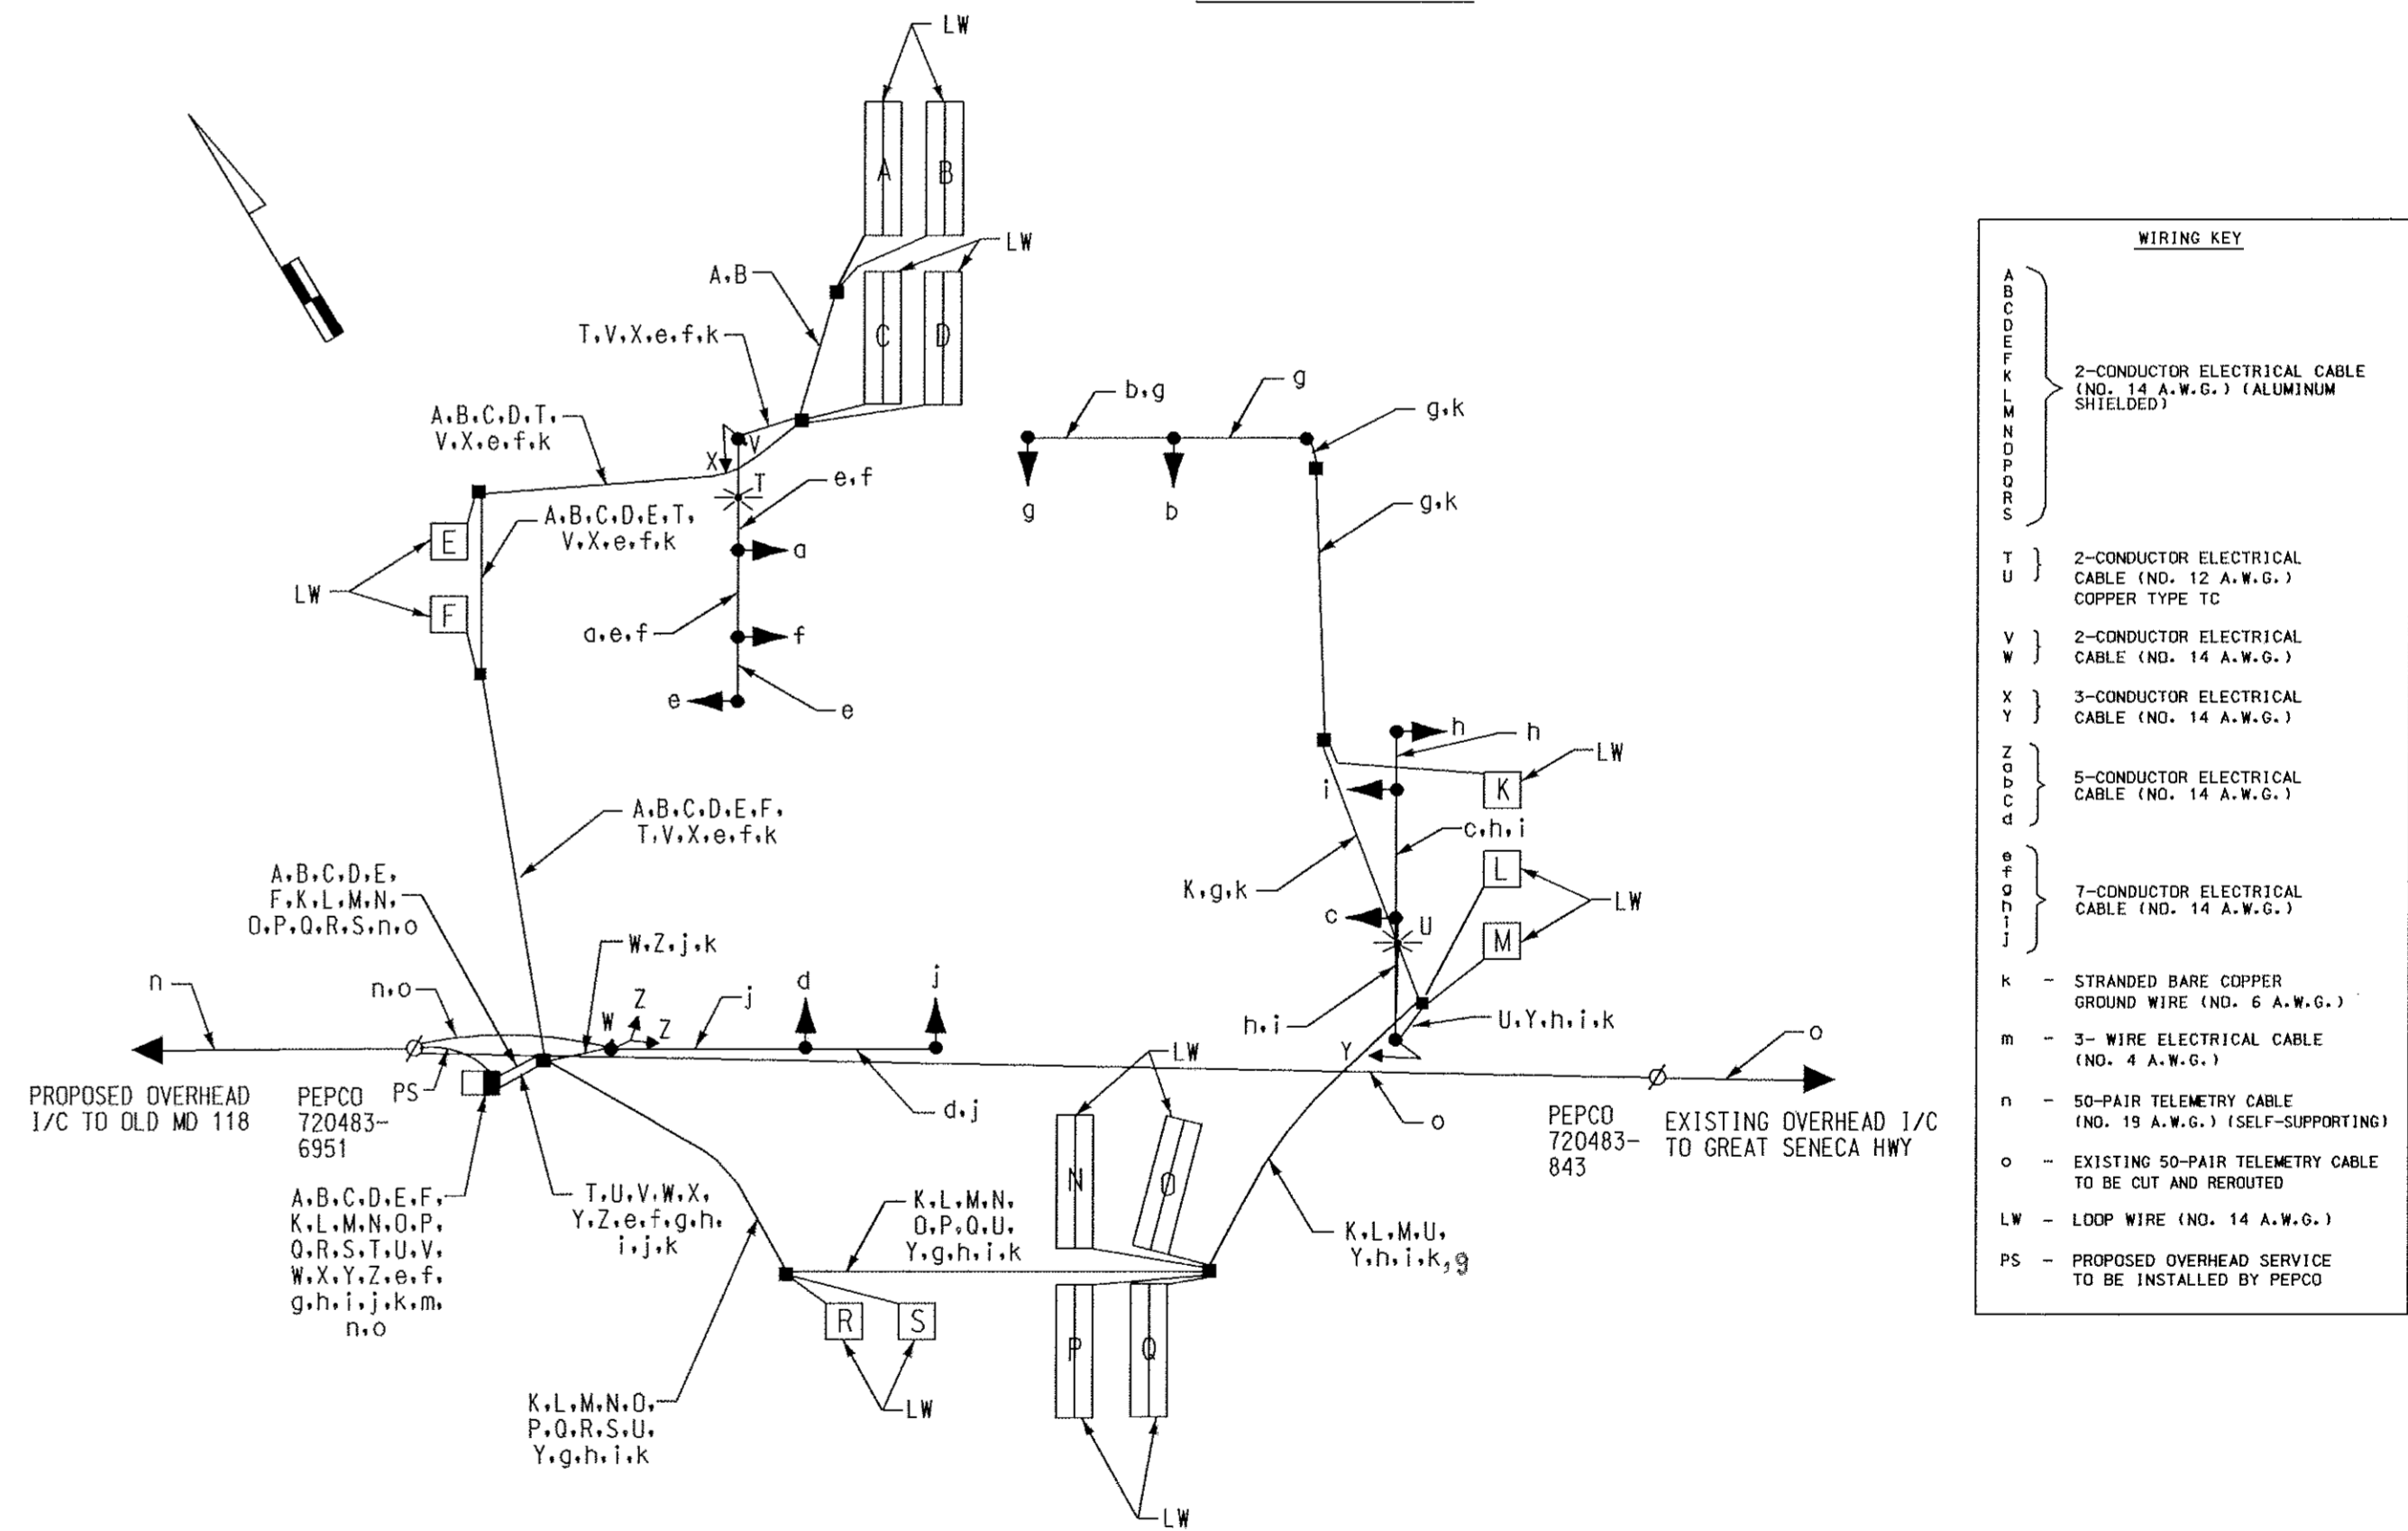 LW
A
B
LW
A,B
C
D
T,V,X,e,f,k
b,g
g
g,k
A,B,C,D,T,
V,X,e,f,k
V
X
T
e,f
g
b
g,k
E
A,B,C,D,E,T,
V,X,e,f,k
a
LW
F
a,e,f
f
e
e
h
h
LW
i
K
A,B,C,D,E,F,
T,V,X,e,f,k
c,h,i
A,B,C,D,E,
F,K,L,M,N,
O,P,Q,R,S,n,o
K,g,k
L
LW
c
U
M
W,Z,j,k
n
n,o
W
Z
Z
j
d
j
h,i
U,Y,h,i,k
o
Y
LW
PROPOSED OVERHEAD
I/C TO OLD MD 118
PEPCO
720483-
6951
PS
d,j
o
PEPCO
720483-
843
EXISTING OVERHEAD I/C
TO GREAT SENECA HWY
A,B,C,D,E,F,
K,L,M,N,O,P,
Q,R,S,T,U,V,
W,X,Y,Z,e,f,
g,h,i,j,k,m,
n,o
T,U,V,W,X,
Y,Z,e,f,g,h,
i,j,k
K,L,M,N,
O,P,Q,U,
Y,g,h,i,k
N
O
K,L,M,U,
Y,h,i,k,g
R
S
P
Q
LW
K,L,M,N,O,
P,Q,R,S,U,
Y,g,h,i,k
LW
WIRING KEY
A
B
C
D
E
F
K
L
M
N
O
P
Q
R
S
2-CONDUCTOR ELECTRICAL CABLE
(NO. 14 A.W.G.) (ALUMINUM
SHIELDED)
T
U
2-CONDUCTOR ELECTRICAL
CABLE (NO. 12 A.W.G.)
COPPER TYPE TC
V
W
2-CONDUCTOR ELECTRICAL
CABLE (NO. 14 A.W.G.)
X
Y
3-CONDUCTOR ELECTRICAL
CABLE (NO. 14 A.W.G.)
Z
a
b
c
d
5-CONDUCTOR ELECTRICAL
CABLE (NO. 14 A.W.G.)
e
f
g
h
i
j
7-CONDUCTOR ELECTRICAL
CABLE (NO. 14 A.W.G.)
k - STRANDED BARE COPPER
GROUND WIRE (NO. 6 A.W.G.)
m - 3- WIRE ELECTRICAL CABLE
(NO. 4 A.W.G.)
n - 50-PAIR TELEMETRY CABLE
(NO. 19 A.W.G.) (SELF-SUPPORTING)
o - EXISTING 50-PAIR TELEMETRY CABLE
TO BE CUT AND REROUTED
LW - LOOP WIRE (NO. 14 A.W.G.)
PS - PROPOSED OVERHEAD SERVICE
TO BE INSTALLED BY PEPCO